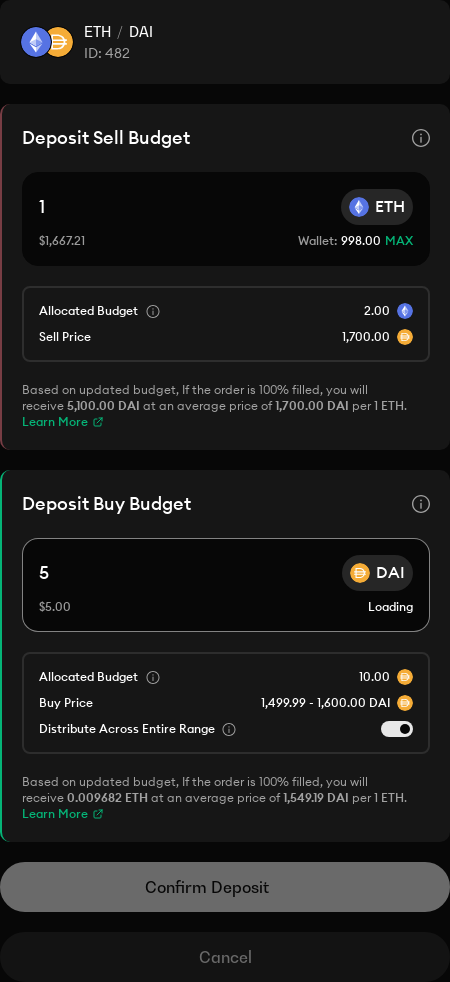 ETH / DAI
ID: 482
Deposit Sell Budget
1
ETH
$1,667.21
Wallet: 998.00 MAX
Allocated Budget
2.00
Sell Price
1,700.00
Based on updated budget, If the order is 100% filled, you will
receive 5,100.00 DAI at an average price of 1,700.00 DAI per 1 ETH.
Learn More
Deposit Buy Budget
5
DAI
$5.00
Loading
Allocated Budget
10.00
Buy Price
1,499.99 - 1,600.00 DAI
Distribute Across Entire Range
Based on updated budget, If the order is 100% filled, you will
receive 0.009682 ETH at an average price of 1,549.19 DAI per 1 ETH.
Learn More
Confirm Deposit
Cancel